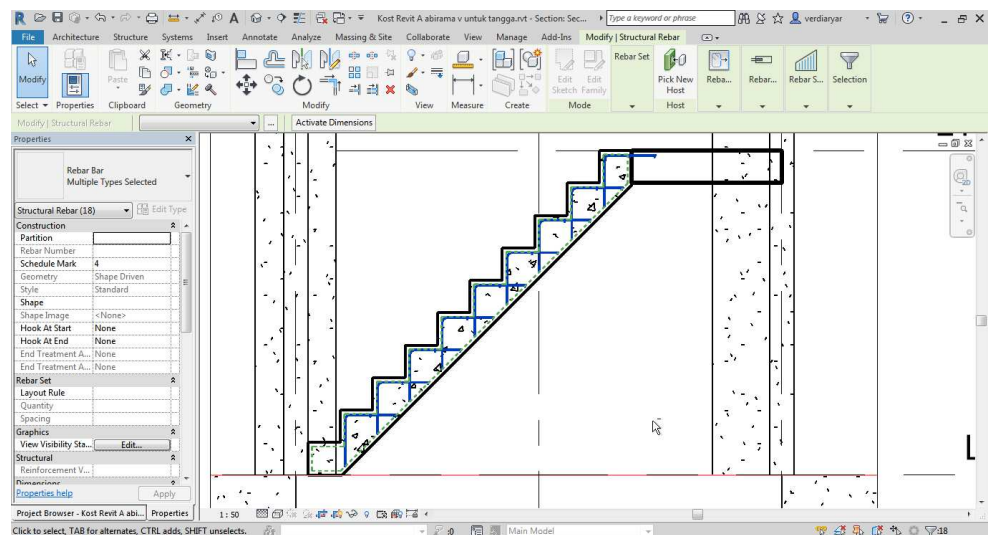 Kost Revit A abirama v untuk tangga.rvt - Section: Sec...
Type a keyword or phrase
verdiaryar
File Architecture Structure Systems Insert Annotate Analyze Massing & Site Collaborate View Manage Add-Ins Modify | Structural Rebar
Modify
Properties
Paste
Edit Sketch
Edit Family
Rebar Set
Pick New Host
Reba...
Rebar...
Rebar S...
Selection
Select Properties Clipboard Geometry Modify View Measure Create Mode Host
Modify | Structural Rebar
Activate Dimensions
Properties
Rebar Bar
Multiple Types Selected
Structural Rebar (18) Edit Type
Construction
Partition
Rebar Number
Schedule Mark 4
Geometry Shape Driven
Style Standard
Shape
Shape Image <None>
Hook At Start None
Hook At End None
End Treatment A... None
End Treatment A... None
Rebar Set
Layout Rule
Quantity
Spacing
Graphics
View Visibility Sta... Edit...
Structural
Reinforcement V...
Dimensions
Properties help Apply
Project Browser - Kost Revit A abi... Properties
1 : 50
Click to select, TAB for alternates, CTRL adds, SHIFT unselects.
:0
Main Model
:18